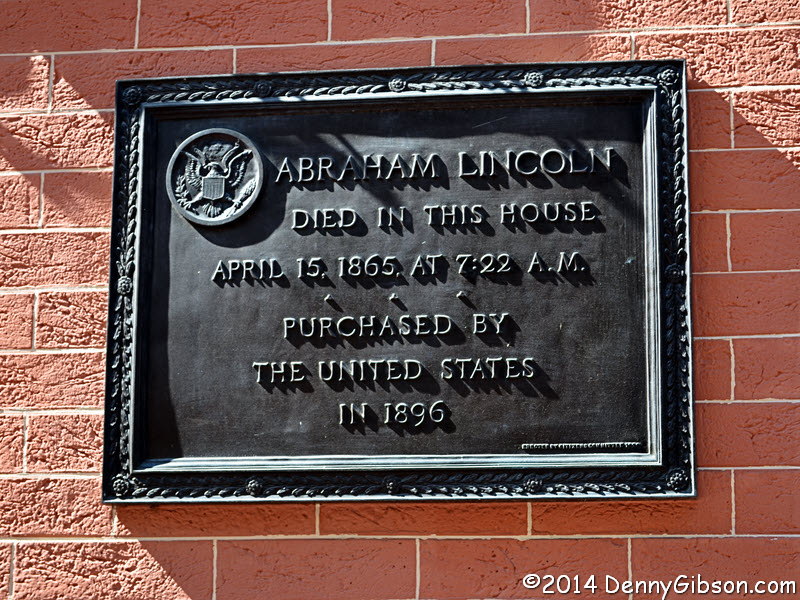 ABRAHAM LINCOLN
DIED IN THIS HOUSE
APRIL 15, 1865, AT 7:22 A.M.
PURCHASED BY
THE UNITED STATES
IN 1896
©2014 DennyGibson.com